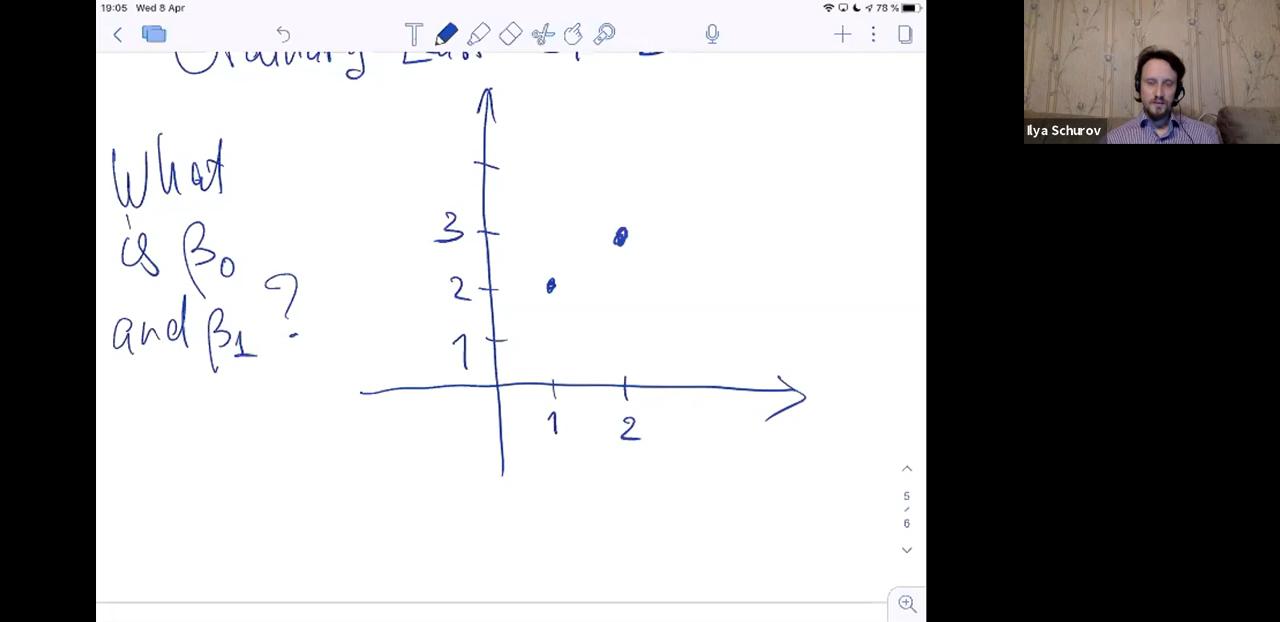 19:05 Wed 8 Apr
78 %
T
Ordinary
What
is β0
and β1?
3
2
1
1
2
5
6
Ilya Schurov